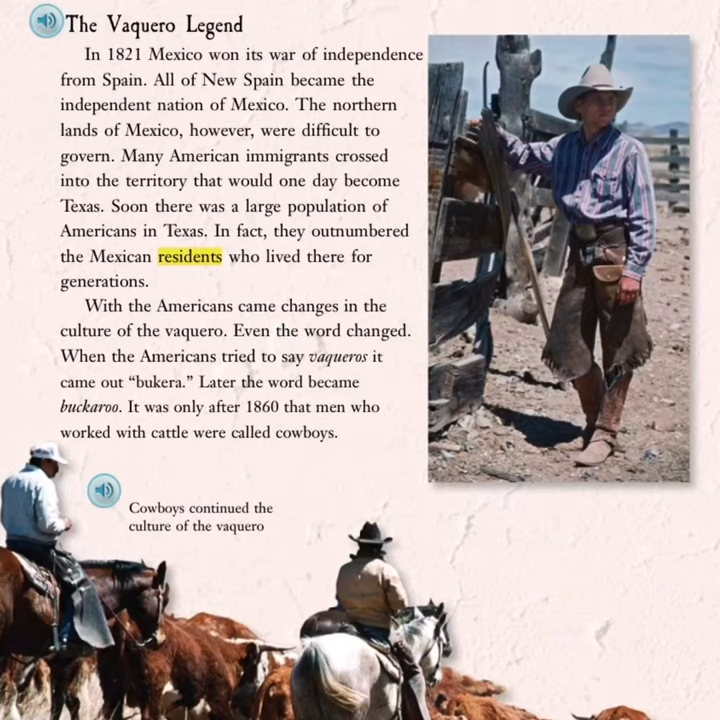 The Vaquero Legend
In 1821 Mexico won its war of independence
from Spain. All of New Spain became the
independent nation of Mexico. The northern
lands of Mexico, however, were difficult to
govern. Many American immigrants crossed
into the territory that would one day become
Texas. Soon there was a large population of
Americans in Texas. In fact, they outnumbered
the Mexican residents who lived there for
generations.
With the Americans came changes in the
culture of the vaquero. Even the word changed.
When the Americans tried to say vaqueros it
came out “bukera.” Later the word became
buckaroo. It was only after 1860 that men who
worked with cattle were called cowboys.
Cowboys continued the
culture of the vaquero